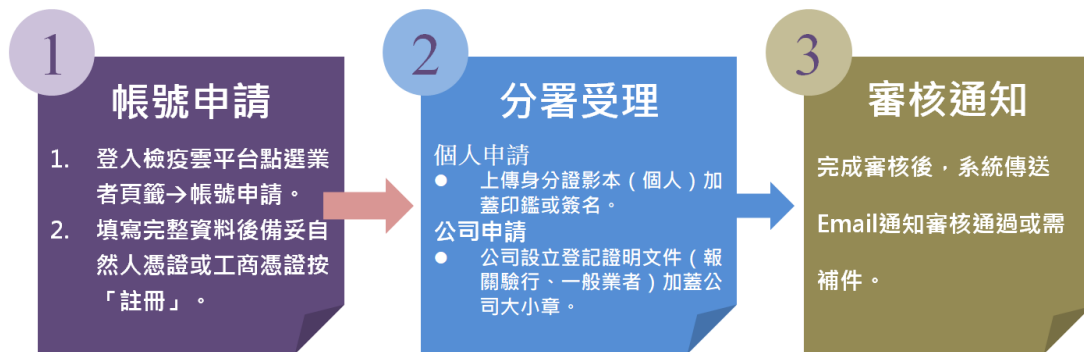 1
帳號申請
1. 登入檢疫雲平台點選業
者頁籤→帳號申請。
2. 填寫完整資料後備妥自
然人憑證或工商憑證按
「註冊」。
2
分署受理
個人申請
● 上傳身分證影本（個人）加
蓋印鑑或簽名。
公司申請
● 公司設立登記證明文件（報
關驗行、一般業者）加蓋公
司大小章。
3
審核通知
完成審核後，系統傳送
Email通知審核通過或需
補件。